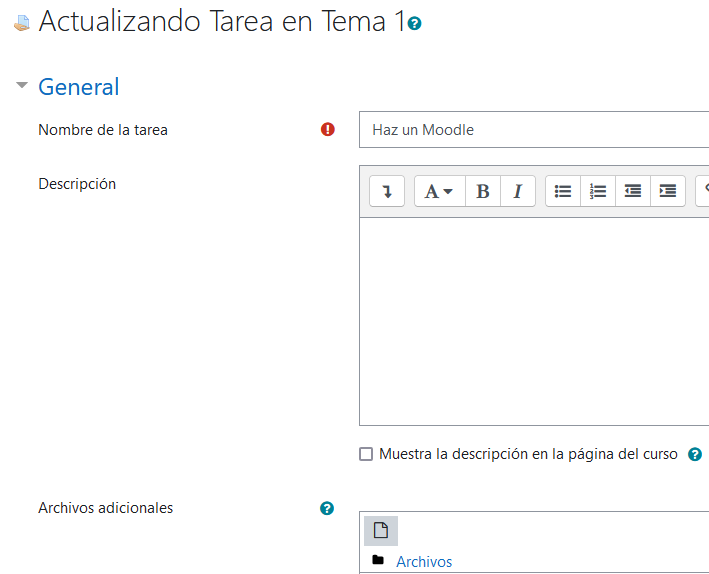 Actualizando Tarea en Tema 1
General
Nombre de la tarea
Haz un Moodle
Descripción
A B I
Muestra la descripción en la página del curso
Archivos adicionales
Archivos